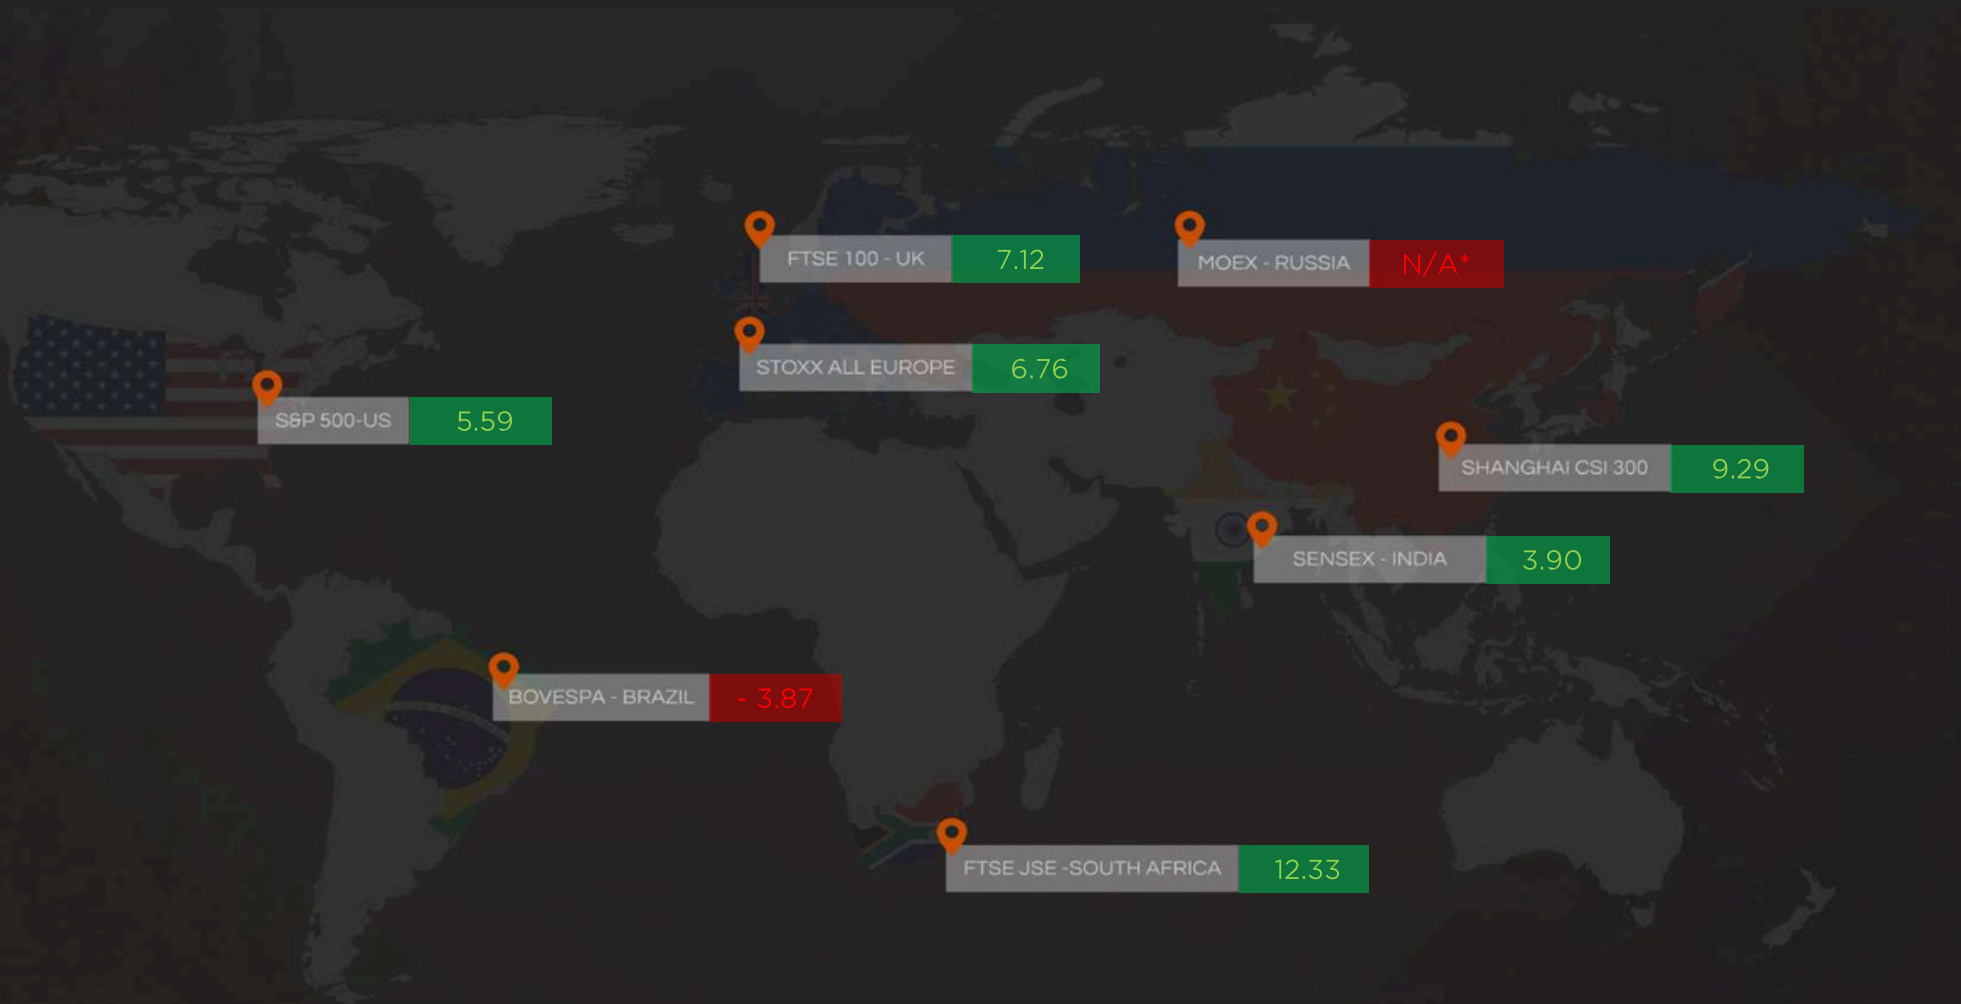 FTSE 100 - UK 7.12
MOEX - RUSSIA N/A*
STOXX ALL EUROPE 6.76
S&P 500-US 5.59
SHANGHAI CSI 300 9.29
SENSEX - INDIA 3.90
BOVESPA - BRAZIL - 3.87
FTSE JSE -SOUTH AFRICA 12.33